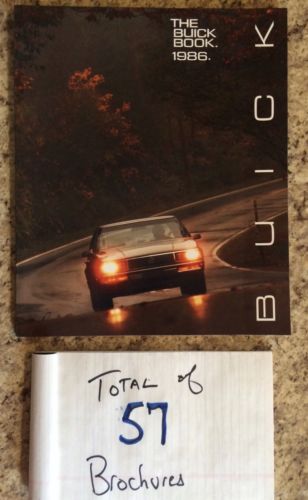 THE
BUICK
BOOK.
1986.
BUICK
TOTAL of
57
Brochures